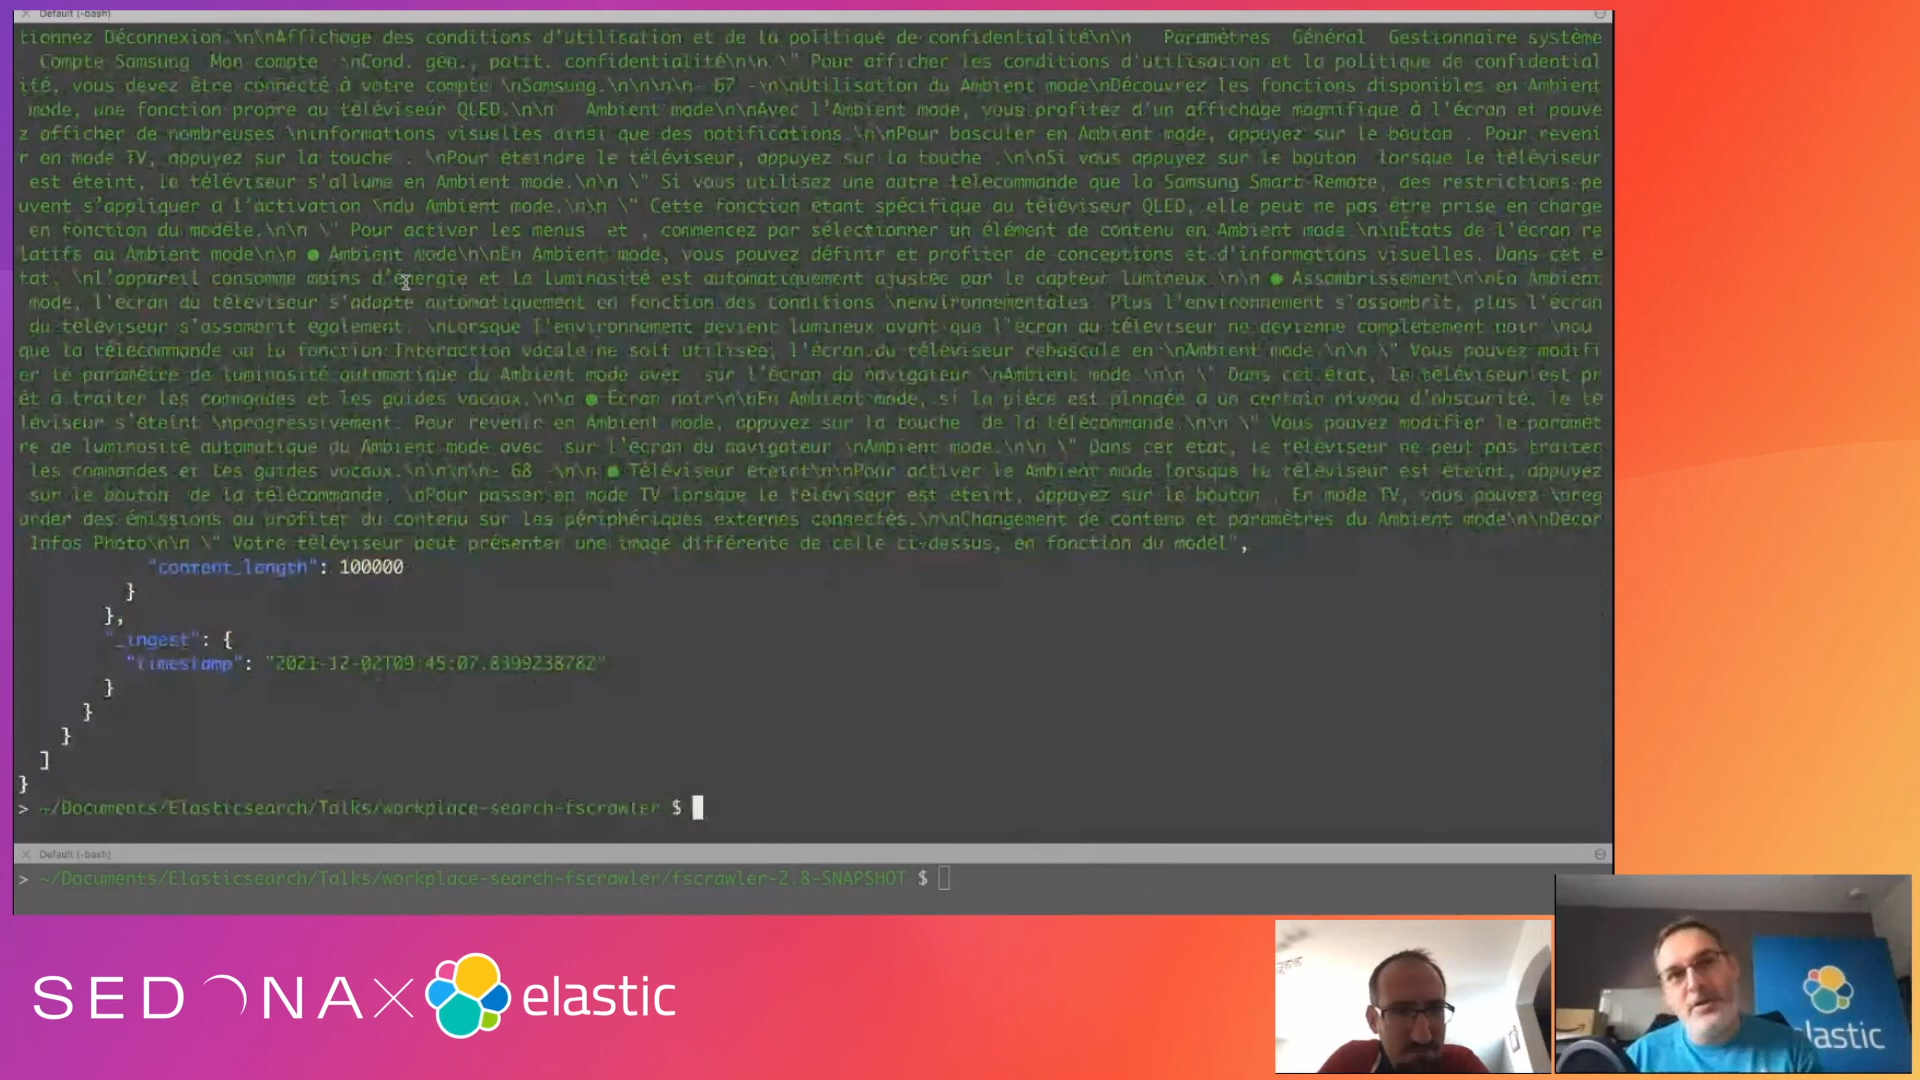 Default (-bash)
tionnez Déconnexion.\n\nAffichage des conditions d'utilisation et de la politique de confidentialité\n\n Paramètres Général Gestionnaire système
Compte Samsung Mon compte \nCond. gén., polit. confidentialité\n\n \" Pour afficher les conditions d'utilisation et la politique de confidential
ité, vous devez être connecté à votre compte \nSamsung.\n\n\n\n- 67 -\n\nUtilisation du Ambient mode\nDécouvrez les fonctions disponibles en Ambient
mode, une fonction propre au téléviseur QLED.\n\n Ambient mode\nAvec l'Ambient mode, vous profitez d'un affichage magnifique à l'écran et pouve
z afficher de nombreuses \ninformations visuelles ainsi que des notifications.\n\nPour basculer en Ambient mode, appuyez sur le bouton . Pour reveni
r en mode TV, appuyez sur la touche . \nPour éteindre le téléviseur, appuyez sur la touche .\n\nSi vous appuyez sur le bouton lorsque le téléviseur
est éteint, le téléviseur s'allume en Ambient mode.\n\n \" Si vous utilisez une autre télécommande que la Samsung Smart Remote, des restrictions pe
uvent s'appliquer à l'activation \ndu Ambient mode.\n\n \" Cette fonction étant spécifique au téléviseur QLED, elle peut ne pas être prise en charge
en fonction du modèle.\n\n \" Pour activer les menus et , commencez par sélectionner un élément de contenu en Ambient mode.\n\nÉtats de l'écran re
latifs au Ambient mode\n\n ● Ambient mode\n\nEn Ambient mode, vous pouvez définir et profiter de conceptions et d'informations visuelles. Dans cet é
tat, \nl'appareil consomme moins d'énergie et la luminosité est automatiquement ajustée par le capteur lumineux.\n\n ● Assombrissement\n\nEn Ambient
mode, l'écran du téléviseur s'adapte automatiquement en fonction des conditions \nenvironnementales. Plus l'environnement s'assombrit, plus l'écran
du téléviseur s'assombrit également. \nLorsque l'environnement devient lumineux avant que l'écran du téléviseur ne devienne complètement noir \nou
que la télécommande ou la fonction Interaction vocale ne soit utilisée, l'écran du téléviseur rebascule en \nAmbient mode.\n\n \" Vous pouvez modifi
er le paramètre de luminosité automatique du Ambient mode avec sur l'écran du navigateur \nAmbient mode.\n\n \" Dans cet état, le téléviseur est pr
êt à traiter les commandes et les guides vocaux.\n\n ● Écran noir\n\nEn Ambient mode, si la pièce est plongée à un certain niveau d'obscurité, le té
léviseur s'éteint \nprogressivement. Pour revenir en Ambient mode, appuyez sur la touche de la télécommande.\n\n \" Vous pouvez modifier le paramèt
re de luminosité automatique du Ambient mode avec sur l'écran du navigateur \nAmbient mode.\n\n \" Dans cet état, le téléviseur ne peut pas traiter
les commandes et les guides vocaux.\n\n\n\n- 68 -\n\n ● Téléviseur éteint\n\nPour activer le Ambient mode lorsque le téléviseur est éteint, appuyez
sur le bouton de la télécommande. \nPour passer en mode TV lorsque le téléviseur est éteint, appuyez sur le bouton . En mode TV, vous pouvez \nreg
arder des émissions ou profiter du contenu sur les périphériques externes connectés.\n\nChangement de contenu et paramètres du Ambient mode\n\nDécor
Infos Photo\n\n \" Votre téléviseur peut présenter une image différente de celle ci-dessus, en fonction du modèl",
"content_length": 100000
}
},
"_ingest": {
"timestamp": "2021-12-02T09:45:07.839923878Z"
}
}
}
]
}
> ~/Documents/Elasticsearch/Talks/workplace-search-fscrawler $
Default (-bash)
> ~/Documents/Elasticsearch/Talks/workplace-search-fscrawler/fscrawler-2.8-SNAPSHOT $
SEDONA × elastic
elastic